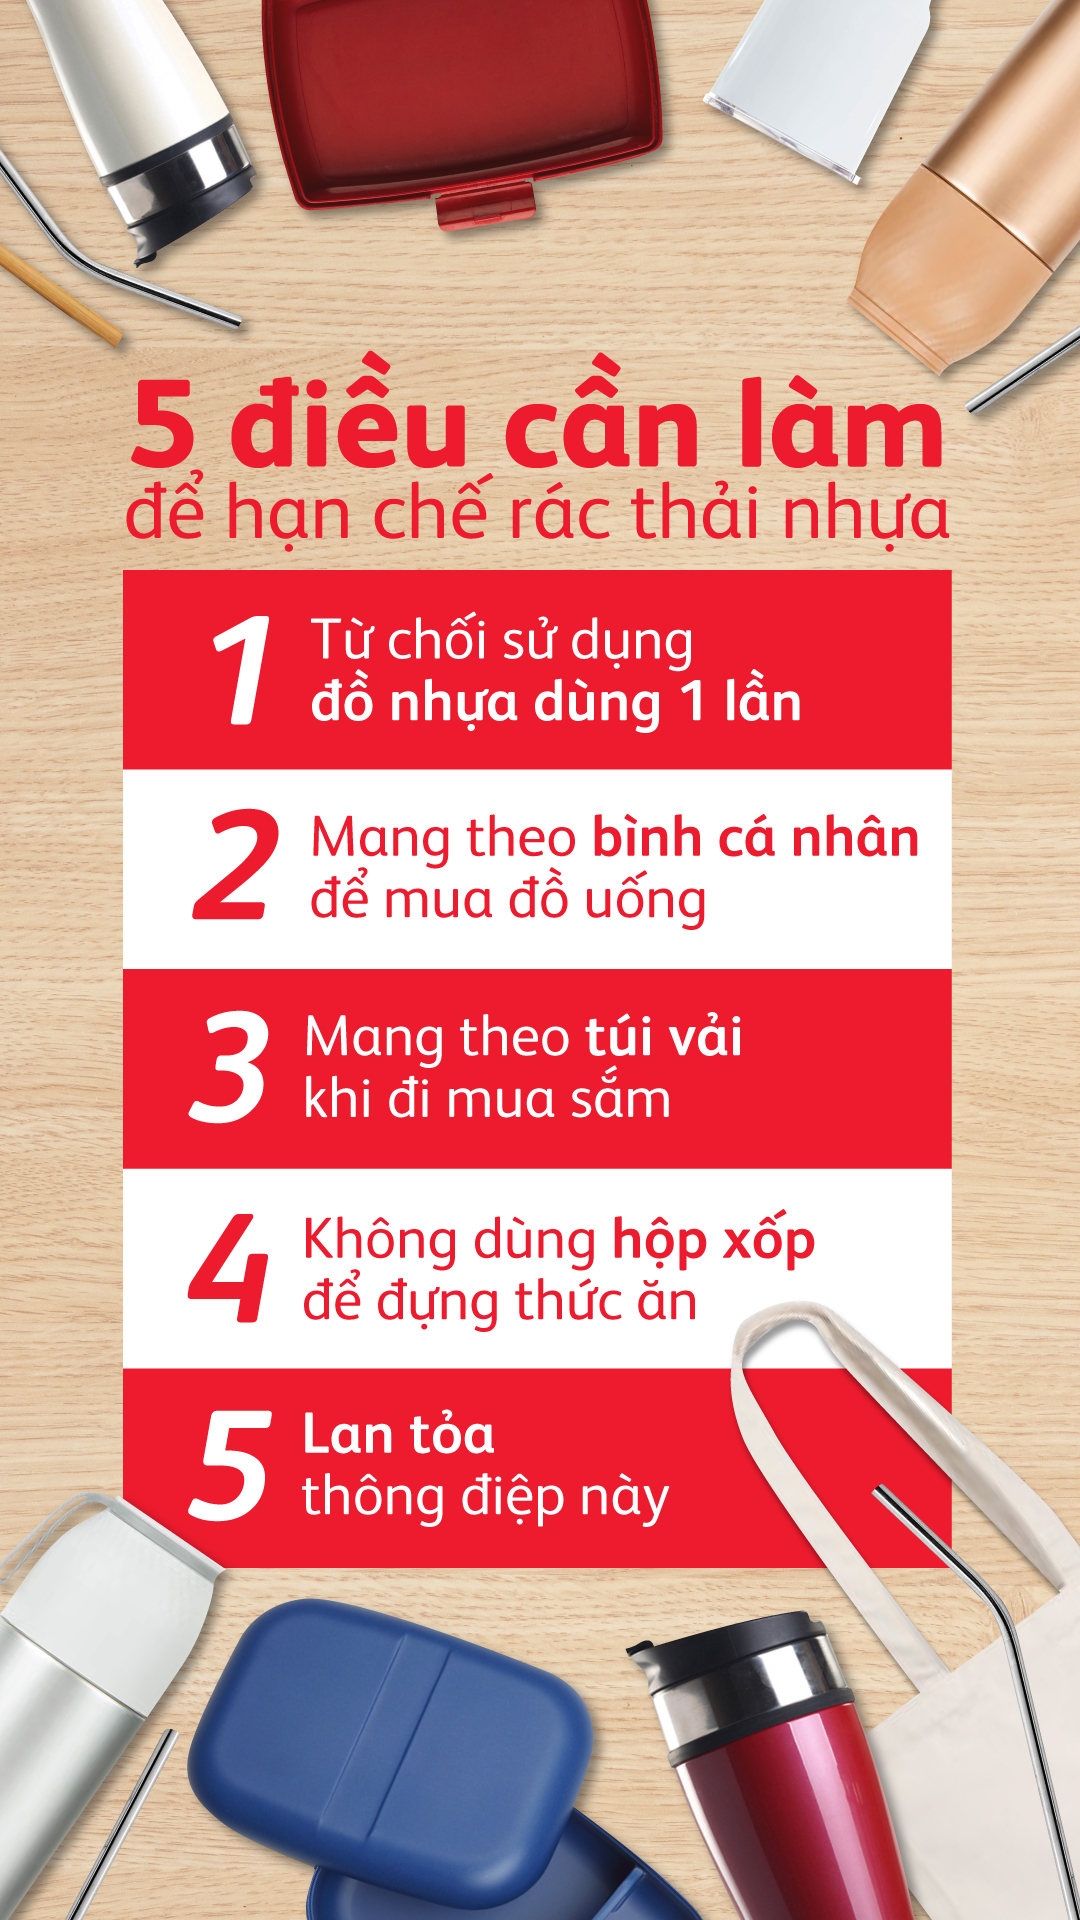 5 điều cần làm
để hạn chế rác thải nhựa
1
Từ chối sử dụng
đồ nhựa dùng 1 lần
2
Mang theo bình cá nhân
để mua đồ uống
3
Mang theo túi vải
khi đi mua sắm
4
Không dùng hộp xốp
để đựng thức ăn
5
Lan tỏa
thông điệp này